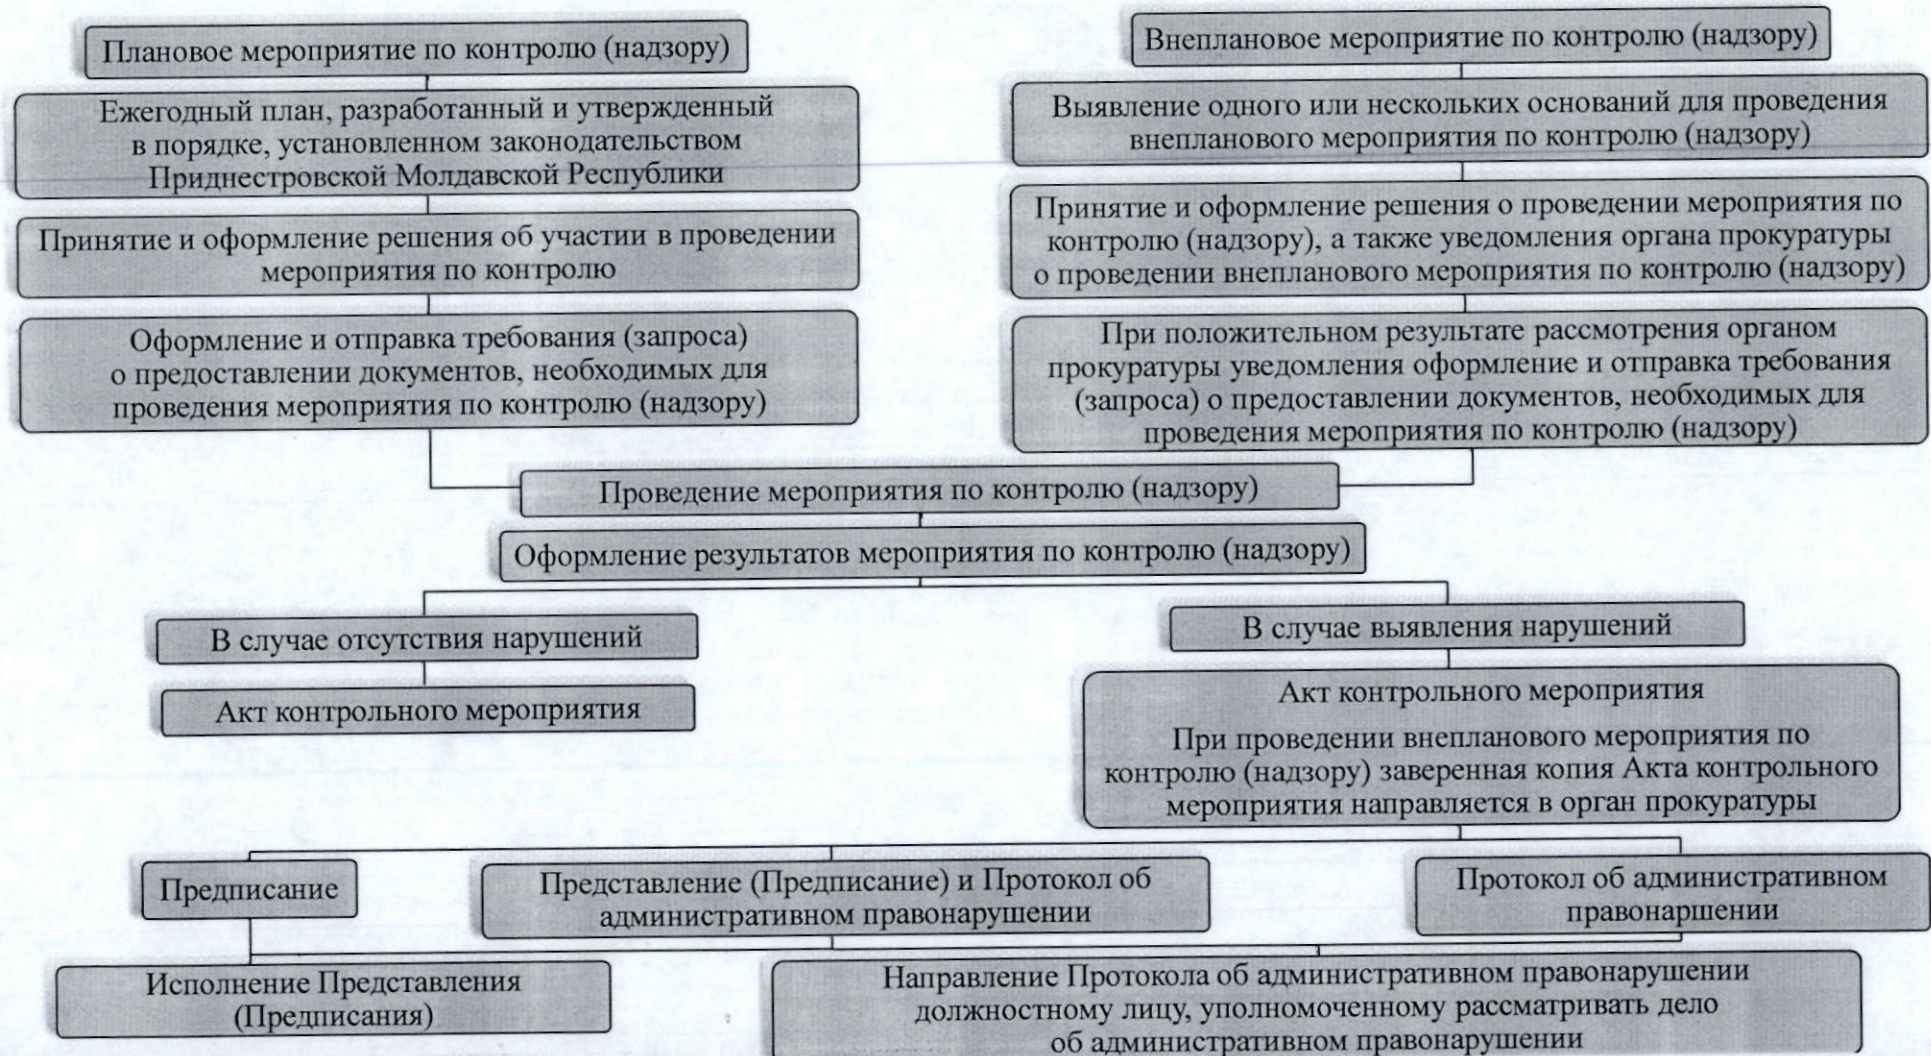 Плановое мероприятие по контролю (надзору)
Ежегодный план, разработанный и утвержденный
в порядке, установленном законодательством
Приднестровской Молдавской Республики
Принятие и оформление решения об участии в проведении
мероприятия по контролю
Оформление и отправка требования (запроса)
о предоставлении документов, необходимых для
проведения мероприятия по контролю (надзору)
Внеплановое мероприятие по контролю (надзору)
Выявление одного или нескольких оснований для проведения
внепланового мероприятия по контролю (надзору)
Принятие и оформление решения о проведении мероприятия по
контролю (надзору), а также уведомления органа прокуратуры
о проведении внепланового мероприятия по контролю (надзору)
При положительном результате рассмотрения органом
прокуратуры уведомления оформление и отправка требования
(запроса) о предоставлении документов, необходимых для
проведения мероприятия по контролю (надзору)
Проведение мероприятия по контролю (надзору)
Оформление результатов мероприятия по контролю (надзору)
В случае отсутствия нарушений
Акт контрольного мероприятия
В случае выявления нарушений
Акт контрольного мероприятия
При проведении внепланового мероприятия по
контролю (надзору) заверенная копия Акта контрольного
мероприятия направляется в орган прокуратуры
Предписание
Представление (Предписание) и Протокол об
административном правонарушении
Протокол об административном
правонаршении
Исполнение Представления
(Предписания)
Направление Протокола об административном правонарушении
должностному лицу, уполномоченному рассматривать дело
об административном правонарушении